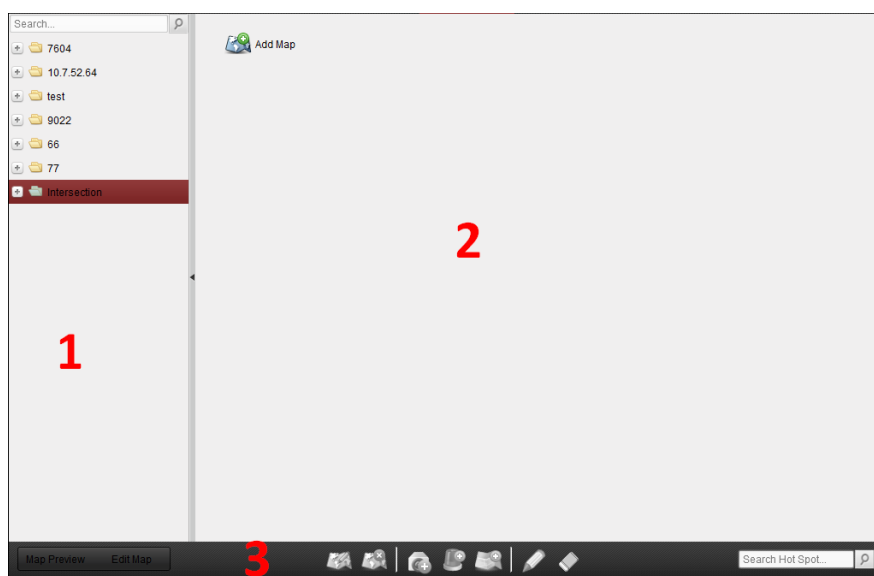 Search...
7604
10.7.52.64
test
9022
66
77
Intersection
Add Map
1
2
3
Map Preview
Edit Map
Search Hot Spot...